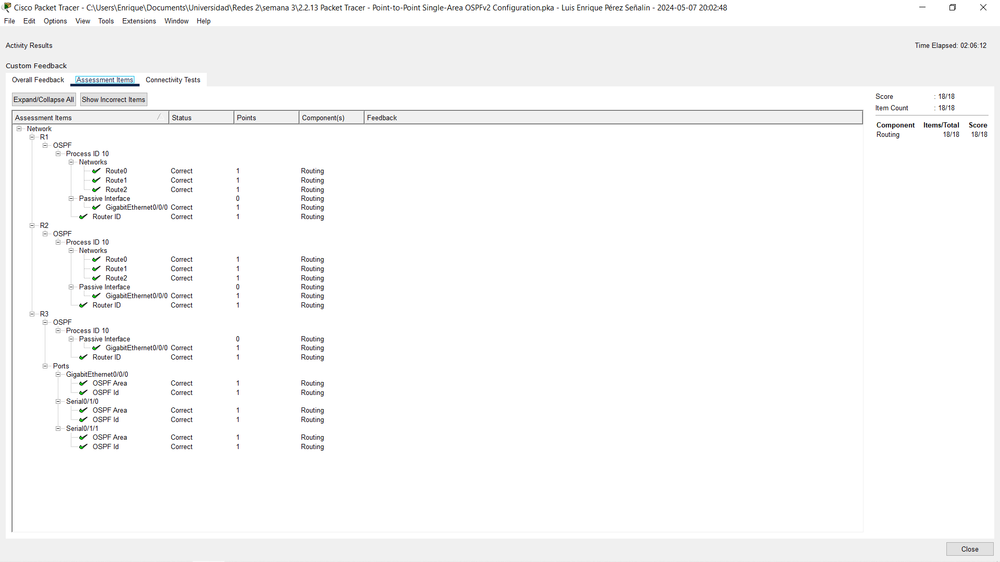 Cisco Packet Tracer - C:\Users\Enrique\Documents\Universidad\Redes 2\semana 3\2.2.13 Packet Tracer - Point-to-Point Single-Area OSPFv2 Configuration.pka - Luis Enrique Pérez Señalin - 2024-05-07 20:02:48
File Edit Options View Tools Extensions Window Help
Activity Results Time Elapsed: 02:06:12
Custom Feedback
Overall Feedback Assessment Items Connectivity Tests
Expand/Collapse All Show Incorrect Items
Assessment Items Status Points Component(s) Feedback
Network
R1
OSPF
Process ID 10
Networks
Route0 Correct 1 Routing
Route1 Correct 1 Routing
Route2 Correct 1 Routing
Passive Interface 0 Routing
GigabitEthernet0/0/0 Correct 1 Routing
Router ID Correct 1 Routing
R2
OSPF
Process ID 10
Networks
Route0 Correct 1 Routing
Route1 Correct 1 Routing
Route2 Correct 1 Routing
Passive Interface 0 Routing
GigabitEthernet0/0/0 Correct 1 Routing
Router ID Correct 1 Routing
R3
OSPF
Process ID 10
Passive Interface 0 Routing
GigabitEthernet0/0/0 Correct 1 Routing
Router ID Correct 1 Routing
Ports
GigabitEthernet0/0/0
OSPF Area Correct 1 Routing
OSPF Id Correct 1 Routing
Serial0/1/0
OSPF Area Correct 1 Routing
OSPF Id Correct 1 Routing
Serial0/1/1
OSPF Area Correct 1 Routing
OSPF Id Correct 1 Routing
Score : 18/18
Item Count : 18/18
Component Items/Total Score
Routing 18/18 18/18
Close